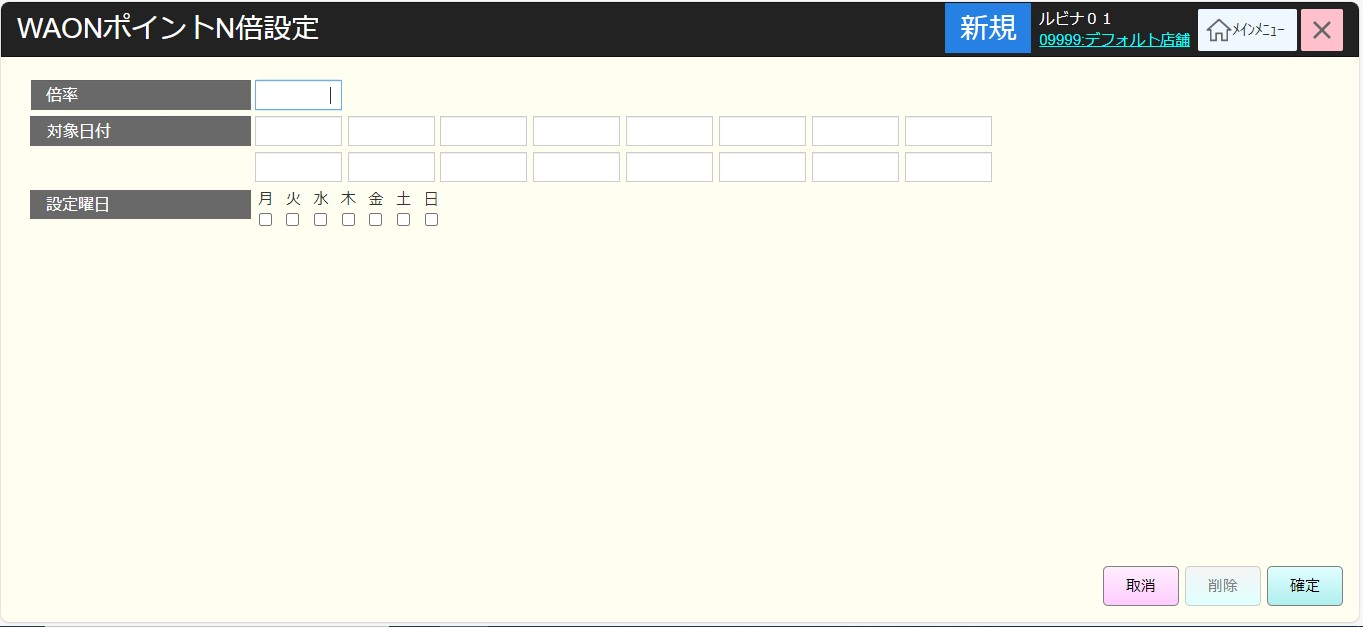 WAONポイントN倍設定
新規
ルビナ０１
09999:デフォルト店舗
ﾒｲﾝﾒﾆｭｰ
倍率
対象日付
設定曜日
月 火 水 木 金 土 日
取消
削除
確定